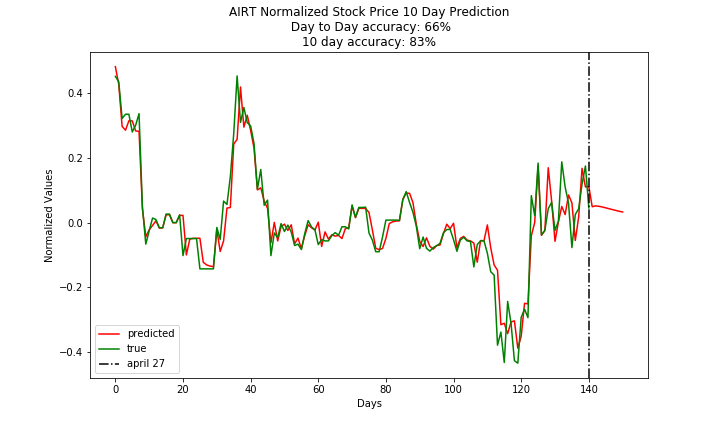 AIRT Normalized Stock Price 10 Day Prediction
Day to Day accuracy: 66%
10 day accuracy: 83%
Normalized Values
0.4
0.2
0.0
−0.2
−0.4
predicted
true
april 27
0 20 40 60 80 100 120 140
Days